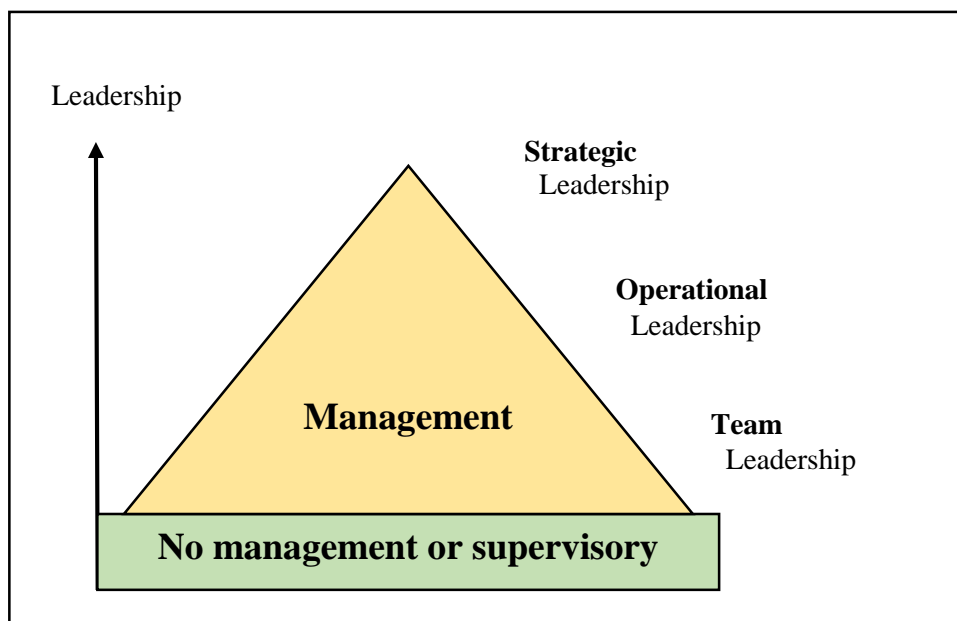 Leadership
Strategic
Leadership
Operational
Leadership
Management
Team
Leadership
No management or supervisory